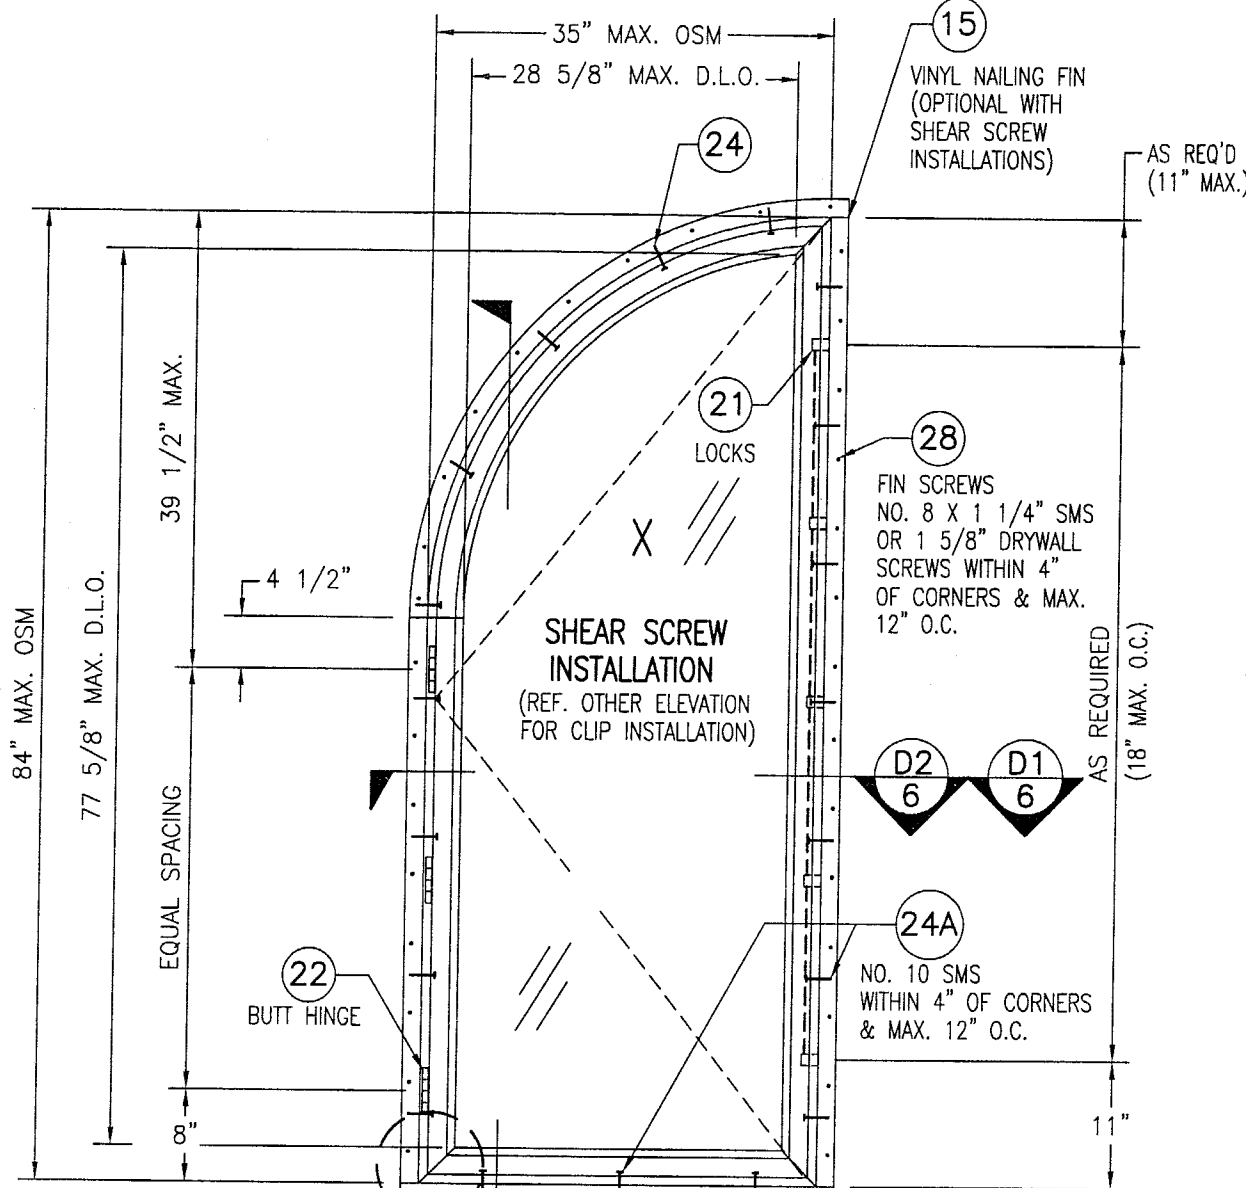 35" MAX. OSM
15
28 5/8" MAX. D.L.O.
VINYL NAILING FIN
(OPTIONAL WITH
SHEAR SCREW
INSTALLATIONS)
24
AS REQ'D
(11" MAX.)
39 1/2" MAX.
21
LOCKS
28
FIN SCREWS
NO. 8 X 1 1/4" SMS
OR 1 5/8" DRYWALL
SCREWS WITHIN 4"
OF CORNERS & MAX.
12" O.C.
X
4 1/2"
SHEAR SCREW
INSTALLATION
(REF. OTHER ELEVATION
FOR CLIP INSTALLATION)
84" MAX. OSM
77 5/8" MAX. D.L.O.
AS REQUIRED
(18" MAX. O.C.)
D2
6
D1
6
EQUAL SPACING
24A
NO. 10 SMS
WITHIN 4" OF CORNERS
& MAX. 12" O.C.
22
BUTT HINGE
8"
11"